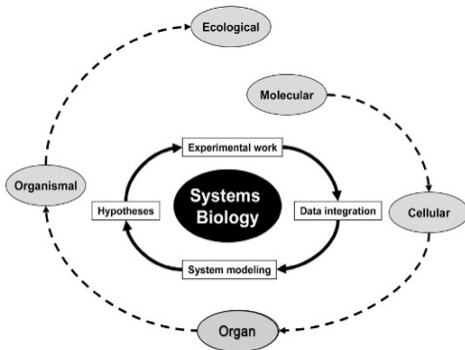 Ecological
Molecular
Experimental work
Organismal
Hypotheses
Systems
Biology
Data integration
Cellular
System modeling
Organ